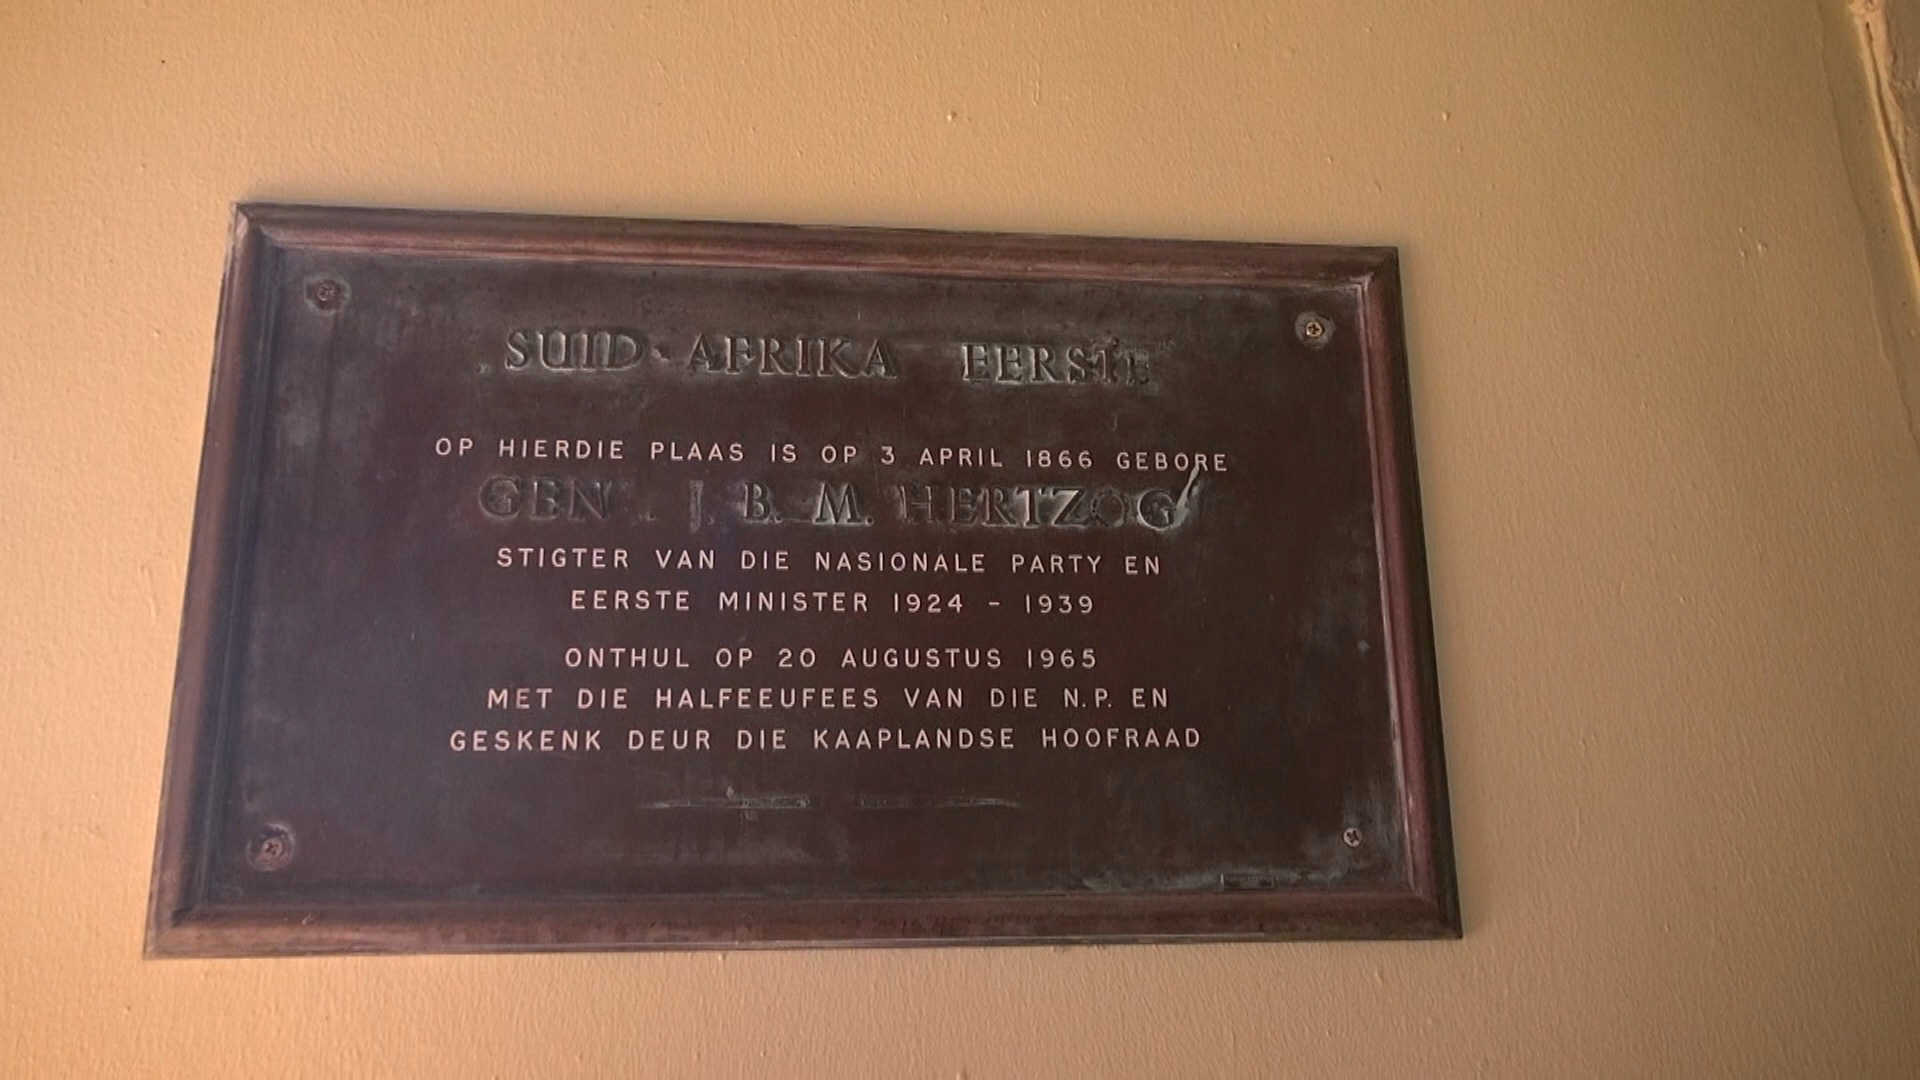 SUID-AFRIKA EERSTE
OP HIERDIE PLAAS IS OP 3 APRIL 1866 GEBORE
GEN. J. B. M. HERTZOG
STIGTER VAN DIE NASIONALE PARTY EN
EERSTE MINISTER 1924 - 1939
ONTHUL OP 20 AUGUSTUS 1965
MET DIE HALFEEUFEES VAN DIE N.P. EN
GESKENK DEUR DIE KAAPLANDSE HOOFRAAD